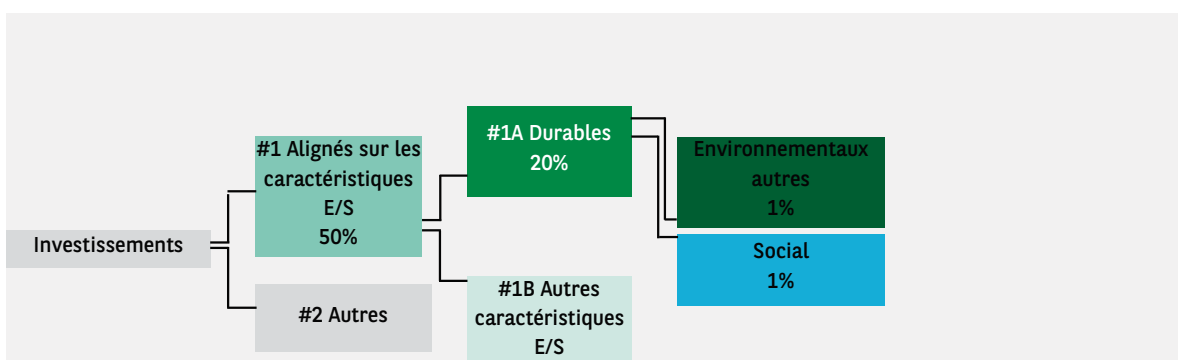 Investissements
#1 Alignés sur les
caractéristiques
E/S
50%
#2 Autres
#1A Durables
20%
#1B Autres
caractéristiques
E/S
Environnementaux
autres
1%
Social
1%